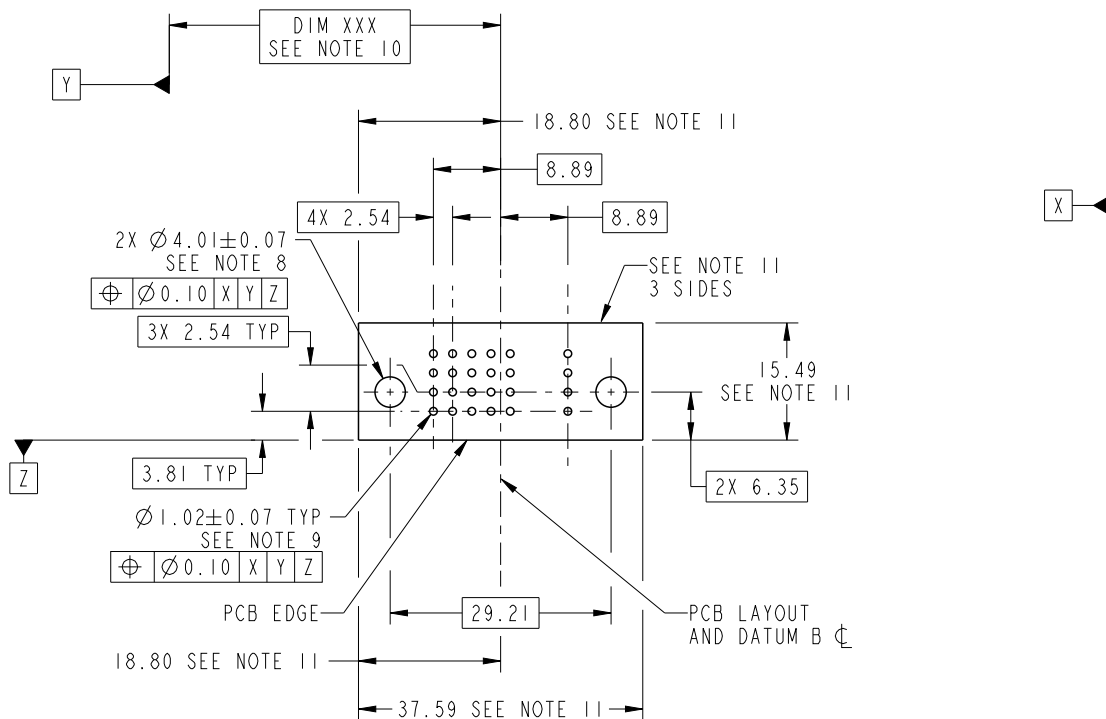 DIM XXX
SEE NOTE 10
Y
18.80 SEE NOTE 11
8.89
4X 2.54
8.89
X
2X Ø4.01±0.07
SEE NOTE 8
⌖ Ø0.10 X Y Z
SEE NOTE 11
3 SIDES
3X 2.54 TYP
15.49
SEE NOTE 11
Z
3.81 TYP
2X 6.35
Ø1.02±0.07 TYP
SEE NOTE 9
⌖ Ø0.10 X Y Z
PCB EDGE
29.21
PCB LAYOUT
AND DATUM B ℄
18.80 SEE NOTE 11
37.59 SEE NOTE 11